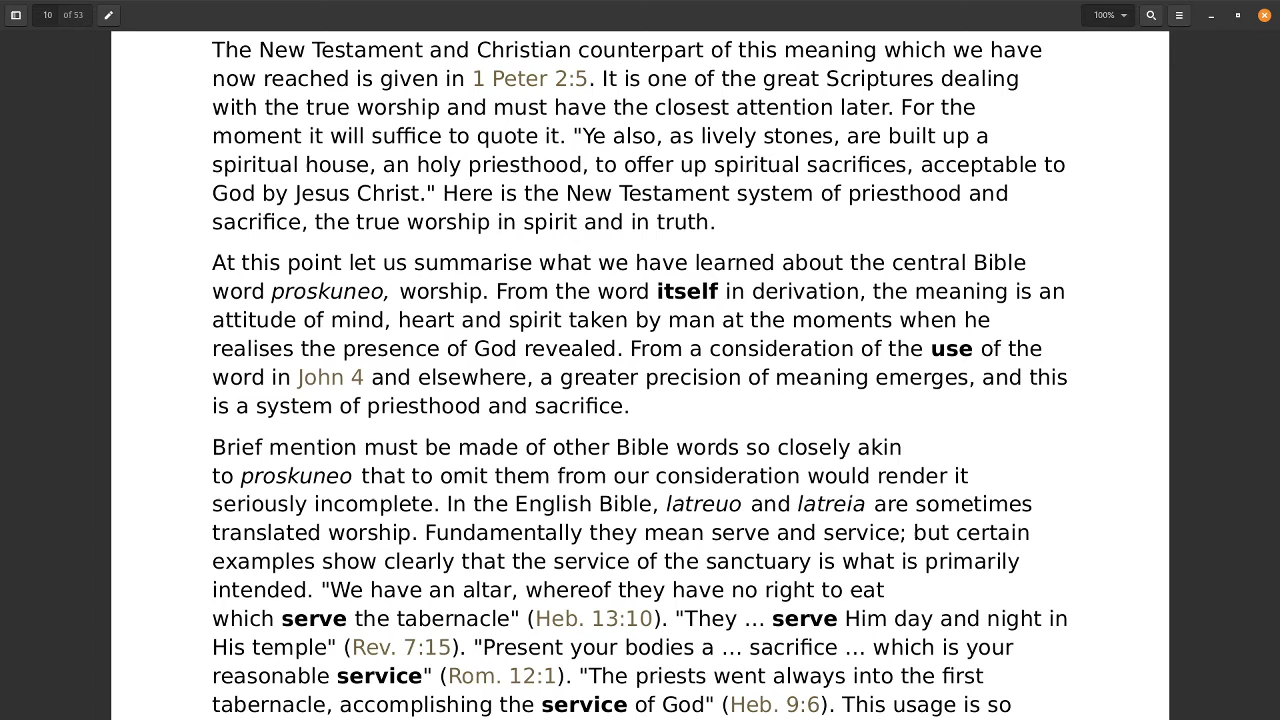 10 of 53
100%
The New Testament and Christian counterpart of this meaning which we have
now reached is given in 1 Peter 2:5. It is one of the great Scriptures dealing
with the true worship and must have the closest attention later. For the
moment it will suffice to quote it. "Ye also, as lively stones, are built up a
spiritual house, an holy priesthood, to offer up spiritual sacrifices, acceptable to
God by Jesus Christ." Here is the New Testament system of priesthood and
sacrifice, the true worship in spirit and in truth.
At this point let us summarise what we have learned about the central Bible
word proskuneo, worship. From the word itself in derivation, the meaning is an
attitude of mind, heart and spirit taken by man at the moments when he
realises the presence of God revealed. From a consideration of the use of the
word in John 4 and elsewhere, a greater precision of meaning emerges, and this
is a system of priesthood and sacrifice.
Brief mention must be made of other Bible words so closely akin
to proskuneo that to omit them from our consideration would render it
seriously incomplete. In the English Bible, latreuo and latreia are sometimes
translated worship. Fundamentally they mean serve and service; but certain
examples show clearly that the service of the sanctuary is what is primarily
intended. "We have an altar, whereof they have no right to eat
which serve the tabernacle" (Heb. 13:10). "They ... serve Him day and night in
His temple" (Rev. 7:15). "Present your bodies a ... sacrifice ... which is your
reasonable service" (Rom. 12:1). "The priests went always into the first
tabernacle, accomplishing the service of God" (Heb. 9:6). This usage is so